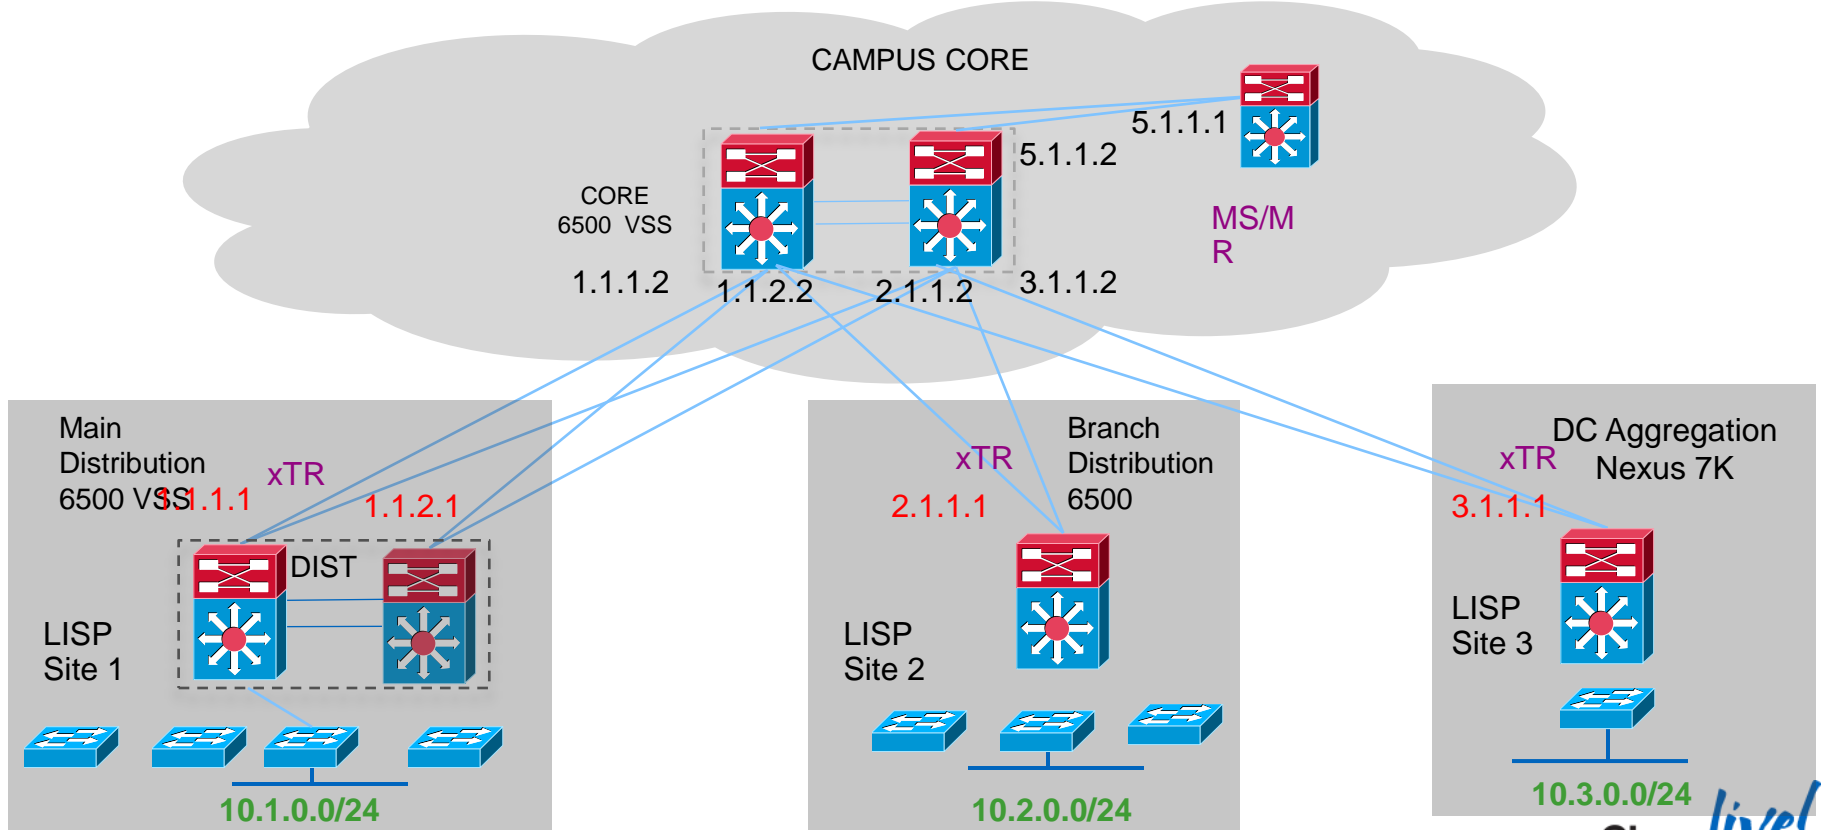 CAMPUS CORE
5.1.1.1
5.1.1.2
CORE
6500 VSS
MS/M
R
1.1.1.2
1.1.2.2
2.1.1.2
3.1.1.2
Main
Distribution
6500 VSS
xTR
1.1.1.1
1.1.2.1
DIST
LISP
Site 1
10.1.0.0/24
Branch
Distribution
6500
xTR
2.1.1.1
LISP
Site 2
10.2.0.0/24
DC Aggregation
Nexus 7K
xTR
3.1.1.1
LISP
Site 3
10.3.0.0/24
live!